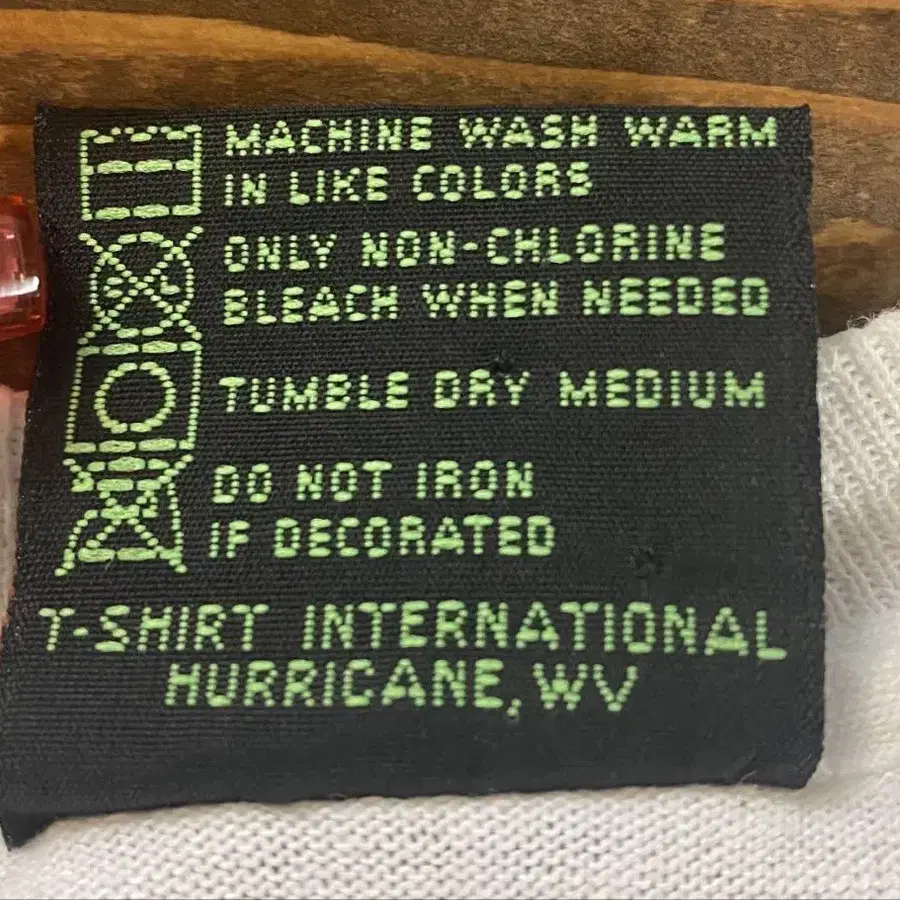 MACHINE WASH WARM
IN LIKE COLORS
ONLY NON-CHLORINE
BLEACH WHEN NEEDED
TUMBLE DRY MEDIUM
DO NOT IRON
IF DECORATED
T-SHIRT INTERNATIONAL
HURRICANE, WV